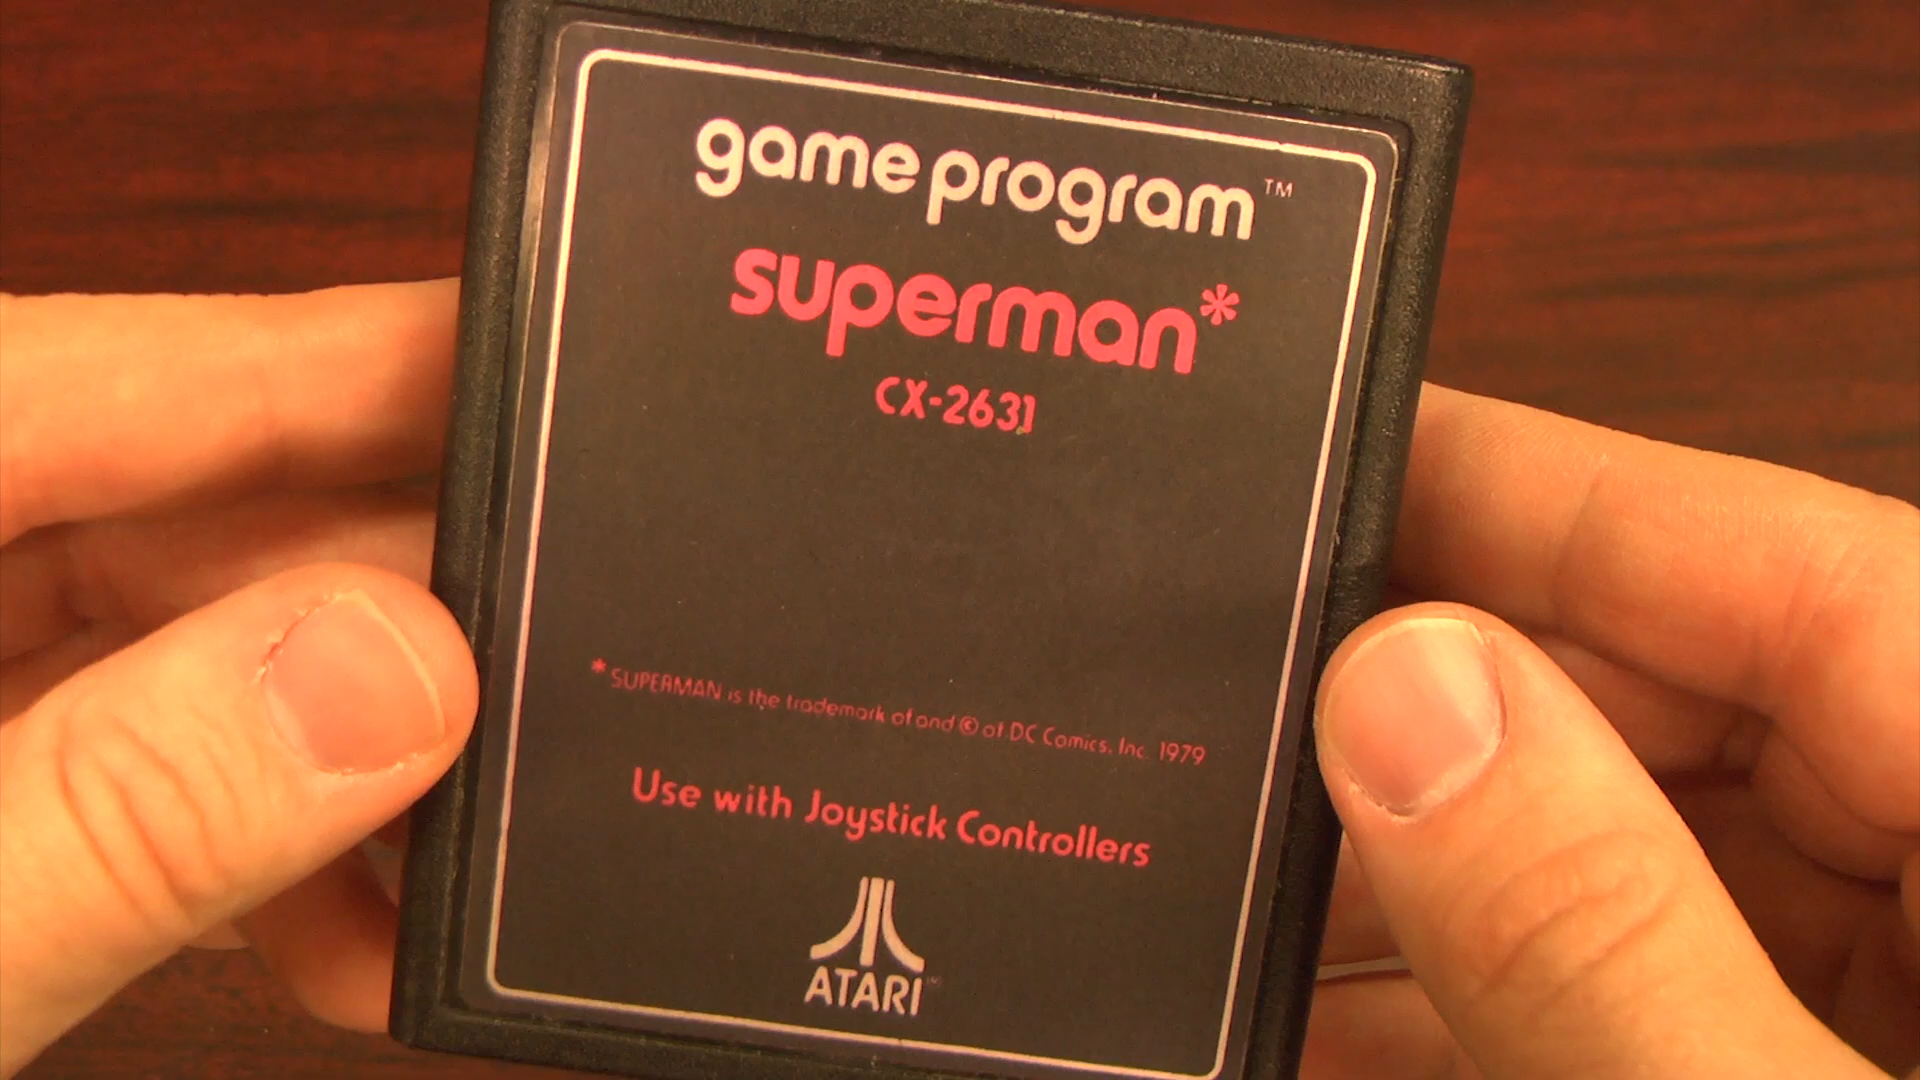 game program™
superman*
CX-2631
* SUPERMAN is the trademark of and © of DC Comics, Inc. 1979
Use with Joystick Controllers
ATARI™